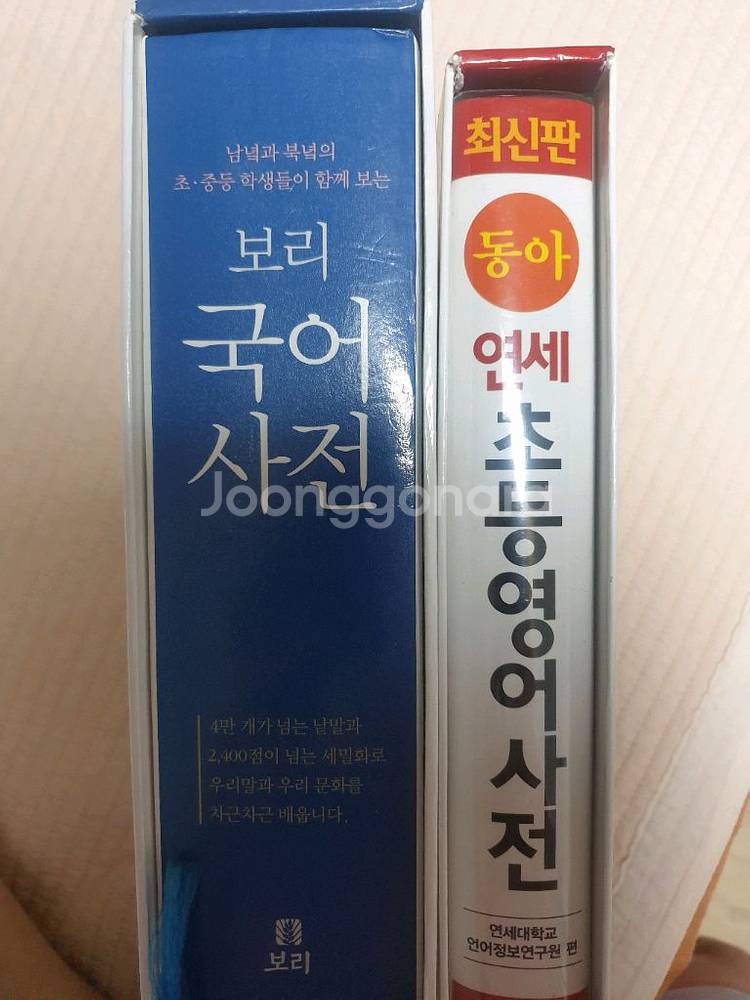 남녘과 북녘의
초·중등 학생들이 함께 보는
보리
국어
사전
4만 개가 넘는 낱말과
2,400점이 넘는 세밀화로
우리말과 우리 문화를
차근차근 배웁니다.
보리
최신판
동아
연세
초등영어사전
연세대학교
언어정보연구원 편
Joonggonara